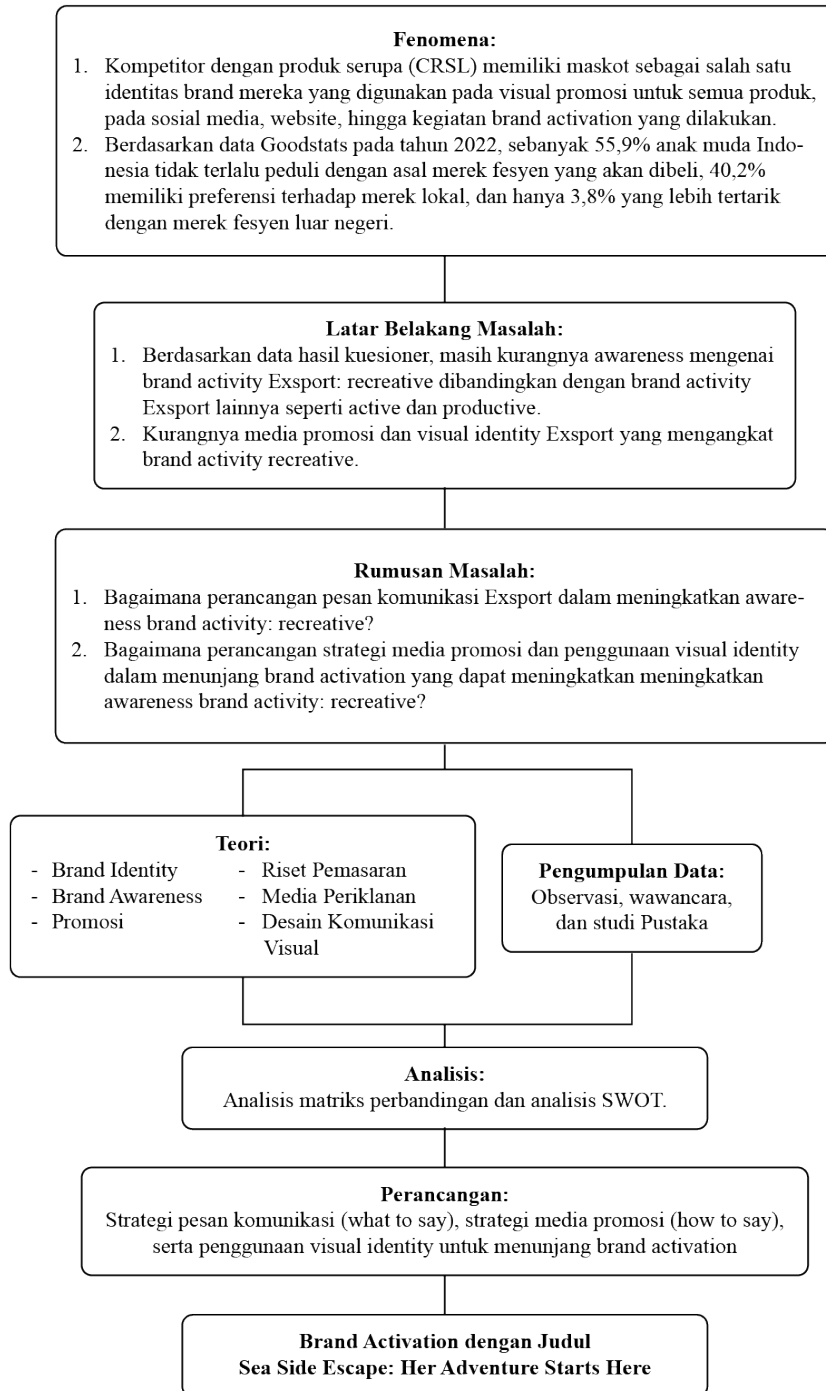 Fenomena:
1. Kompetitor dengan produk serupa (CRSL) memiliki maskot sebagai salah satu
identitas brand mereka yang digunakan pada visual promosi untuk semua produk,
pada sosial media, website, hingga kegiatan brand activation yang dilakukan.
2. Berdasarkan data Goodstats pada tahun 2022, sebanyak 55,9% anak muda Indo-
nesia tidak terlalu peduli dengan asal merek fesyen yang akan dibeli, 40,2%
memiliki preferensi terhadap merek lokal, dan hanya 3,8% yang lebih tertarik
dengan merek fesyen luar negeri.
Latar Belakang Masalah:
1. Berdasarkan data hasil kuesioner, masih kurangnya awareness mengenai
brand activity Exsport: recreative dibandingkan dengan brand activity
Exsport lainnya seperti active dan productive.
2. Kurangnya media promosi dan visual identity Exsport yang mengangkat
brand activity recreative.
Rumusan Masalah:
1. Bagaimana perancangan pesan komunikasi Exsport dalam meningkatkan aware-
ness brand activity: recreative?
2. Bagaimana perancangan strategi media promosi dan penggunaan visual identity
dalam menunjang brand activation yang dapat meningkatkan meningkatkan
awareness brand activity: recreative?
Teori:
- Brand Identity
- Brand Awareness
- Promosi
- Riset Pemasaran
- Media Periklanan
- Desain Komunikasi
Visual
Pengumpulan Data:
Observasi, wawancara,
dan studi Pustaka
Analisis:
Analisis matriks perbandingan dan analisis SWOT.
Perancangan:
Strategi pesan komunikasi (what to say), strategi media promosi (how to say),
serta penggunaan visual identity untuk menunjang brand activation
Brand Activation dengan Judul
Sea Side Escape: Her Adventure Starts Here